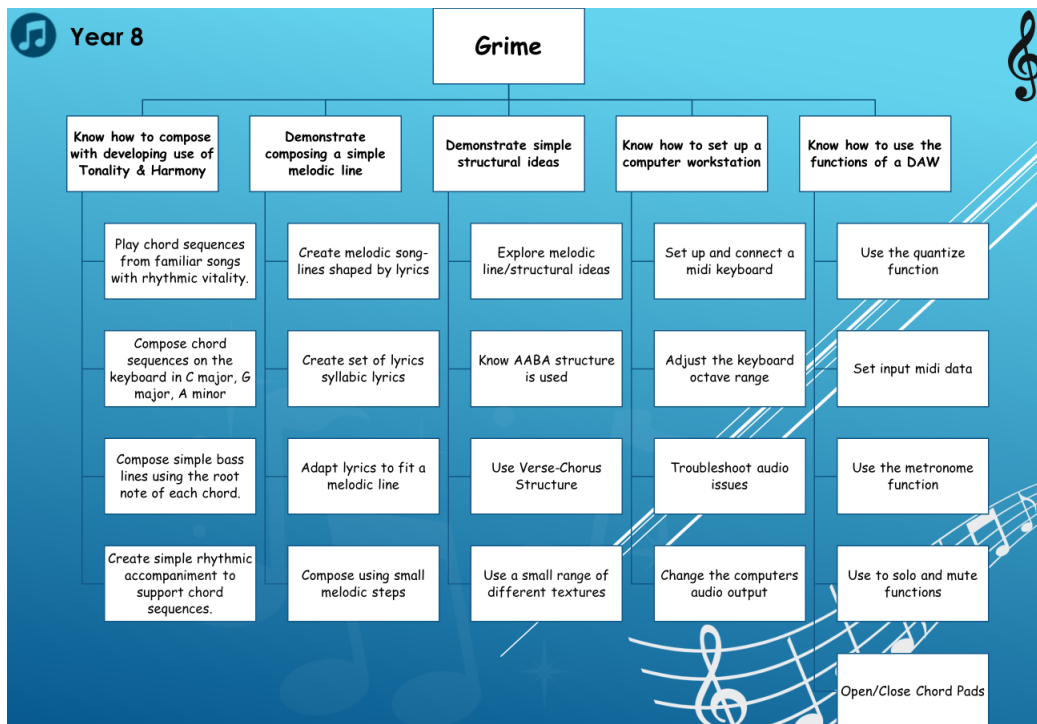 Year 8
Grime
Know how to compose
with developing use of
Tonality & Harmony
Play chord sequences
from familiar songs
with rhythmic vitality.
Compose chord
sequences on the
keyboard in C major, G
major, A minor
Compose simple bass
lines using the root
note of each chord.
Create simple rhythmic
accompaniment to
support chord
sequences.
Demonstrate
composing a simple
melodic line
Create melodic song-
lines shaped by lyrics
Create set of lyrics
syllabic lyrics
Adapt lyrics to fit a
melodic line
Compose using small
melodic steps
Demonstrate simple
structural ideas
Explore melodic
line/structural ideas
Know AABA structure
is used
Use Verse-Chorus
Structure
Use a small range of
different textures
Know how to set up a
computer workstation
Set up and connect a
midi keyboard
Adjust the keyboard
octave range
Troubleshoot audio
issues
Change the computers
audio output
Know how to use the
functions of a DAW
Use the quantize
function
Set input midi data
Use the metronome
function
Use to solo and mute
functions
Open/Close Chord Pads